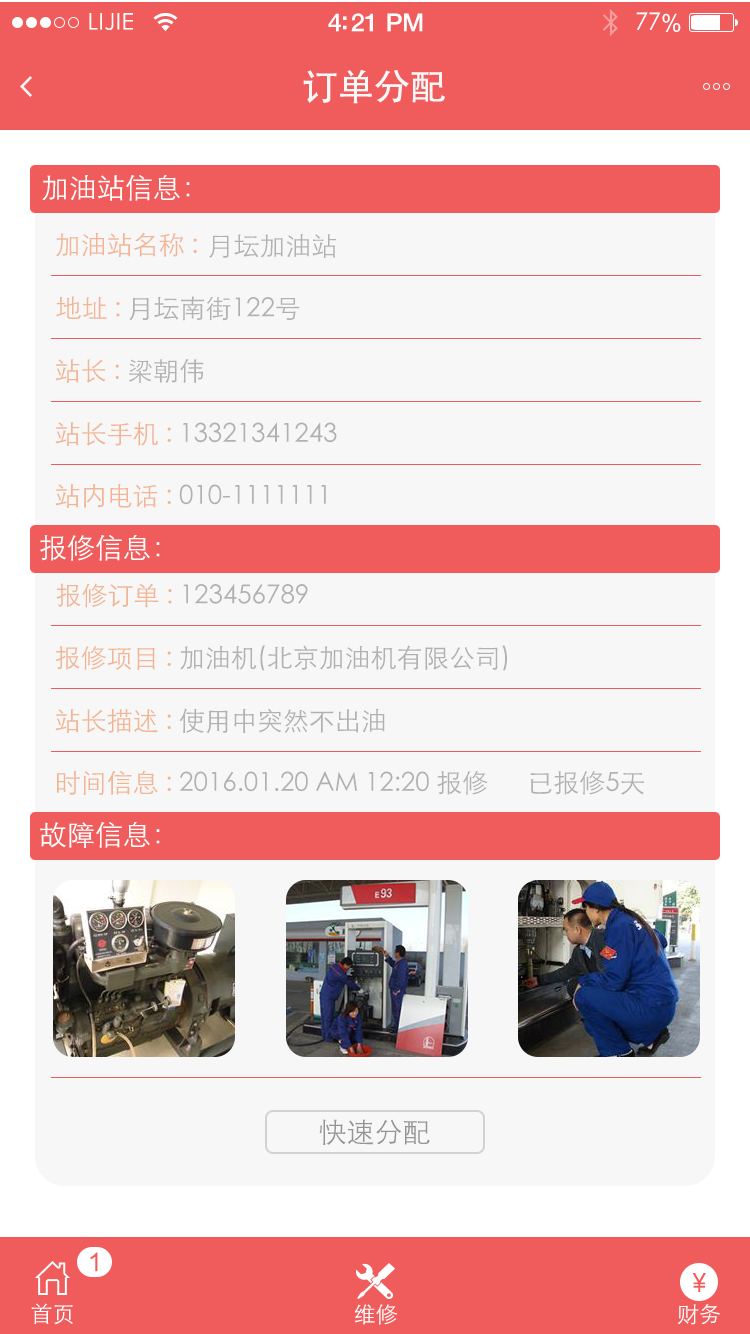 LIJIE 4:21 PM 77%
订单分配
加油站信息:
加油站名称: 月坛加油站
地址: 月坛南街122号
站长: 梁朝伟
站长手机: 13321341243
站内电话: 010-1111111
报修信息:
报修订单: 123456789
报修项目: 加油机(北京加油机有限公司)
站长描述: 使用中突然不出油
时间信息: 2016.01.20 AM 12:20 报修 已报修5天
故障信息:
E93
快速分配
1
首页 维修 ¥ 财务